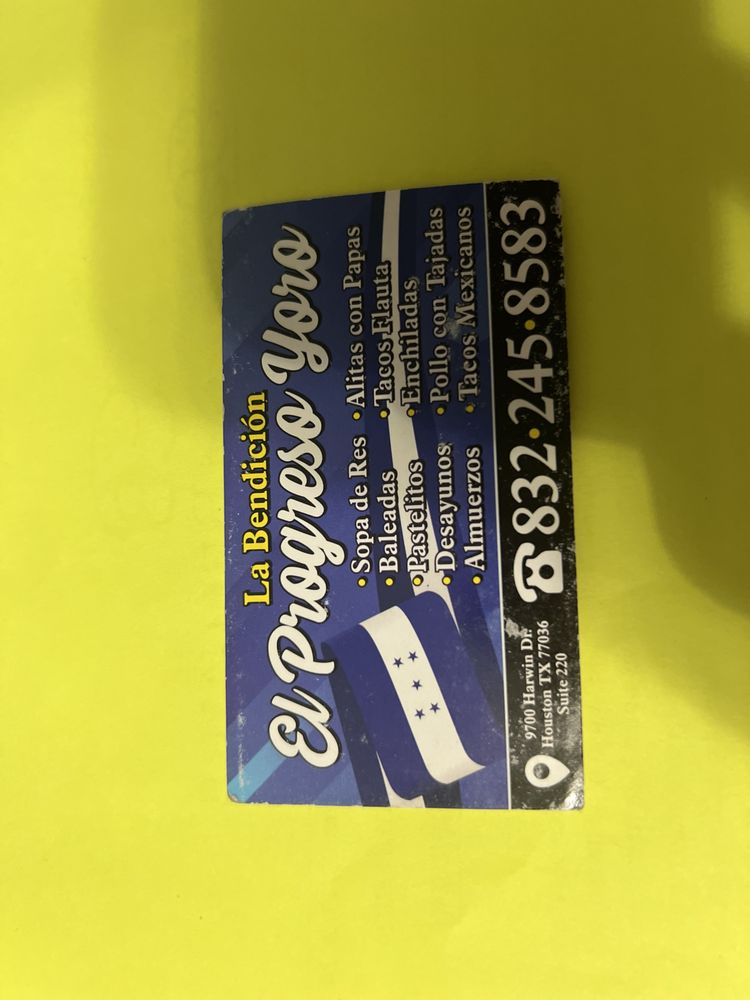 La Bendición
El Progreso Yoro
• Sopa de Res
• Baleadas
• Pastelitos
• Desayunos
• Almuerzos
• Alitas con Papas
• Tacos Flauta
• Enchiladas
• Pollo con Tajadas
• Tacos Mexicanos
9700 Harwin Dr.
Houston TX 77036
Suite 220
832•245•8583